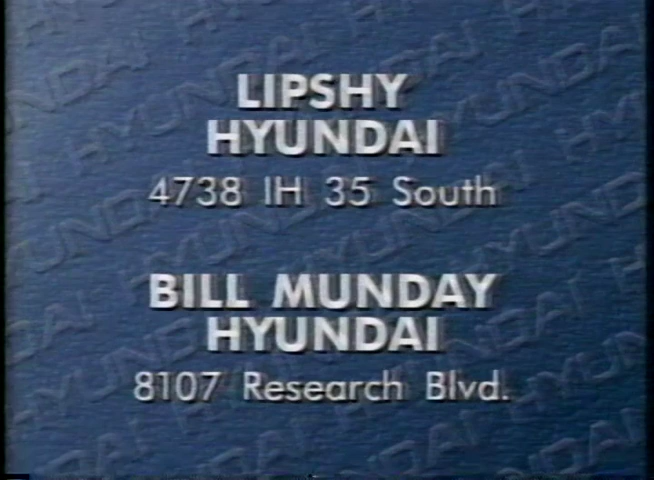 LIPSHY
HYUNDAI
4738 IH 35 South
BILL MUNDAY
HYUNDAI
8107 Research Blvd.